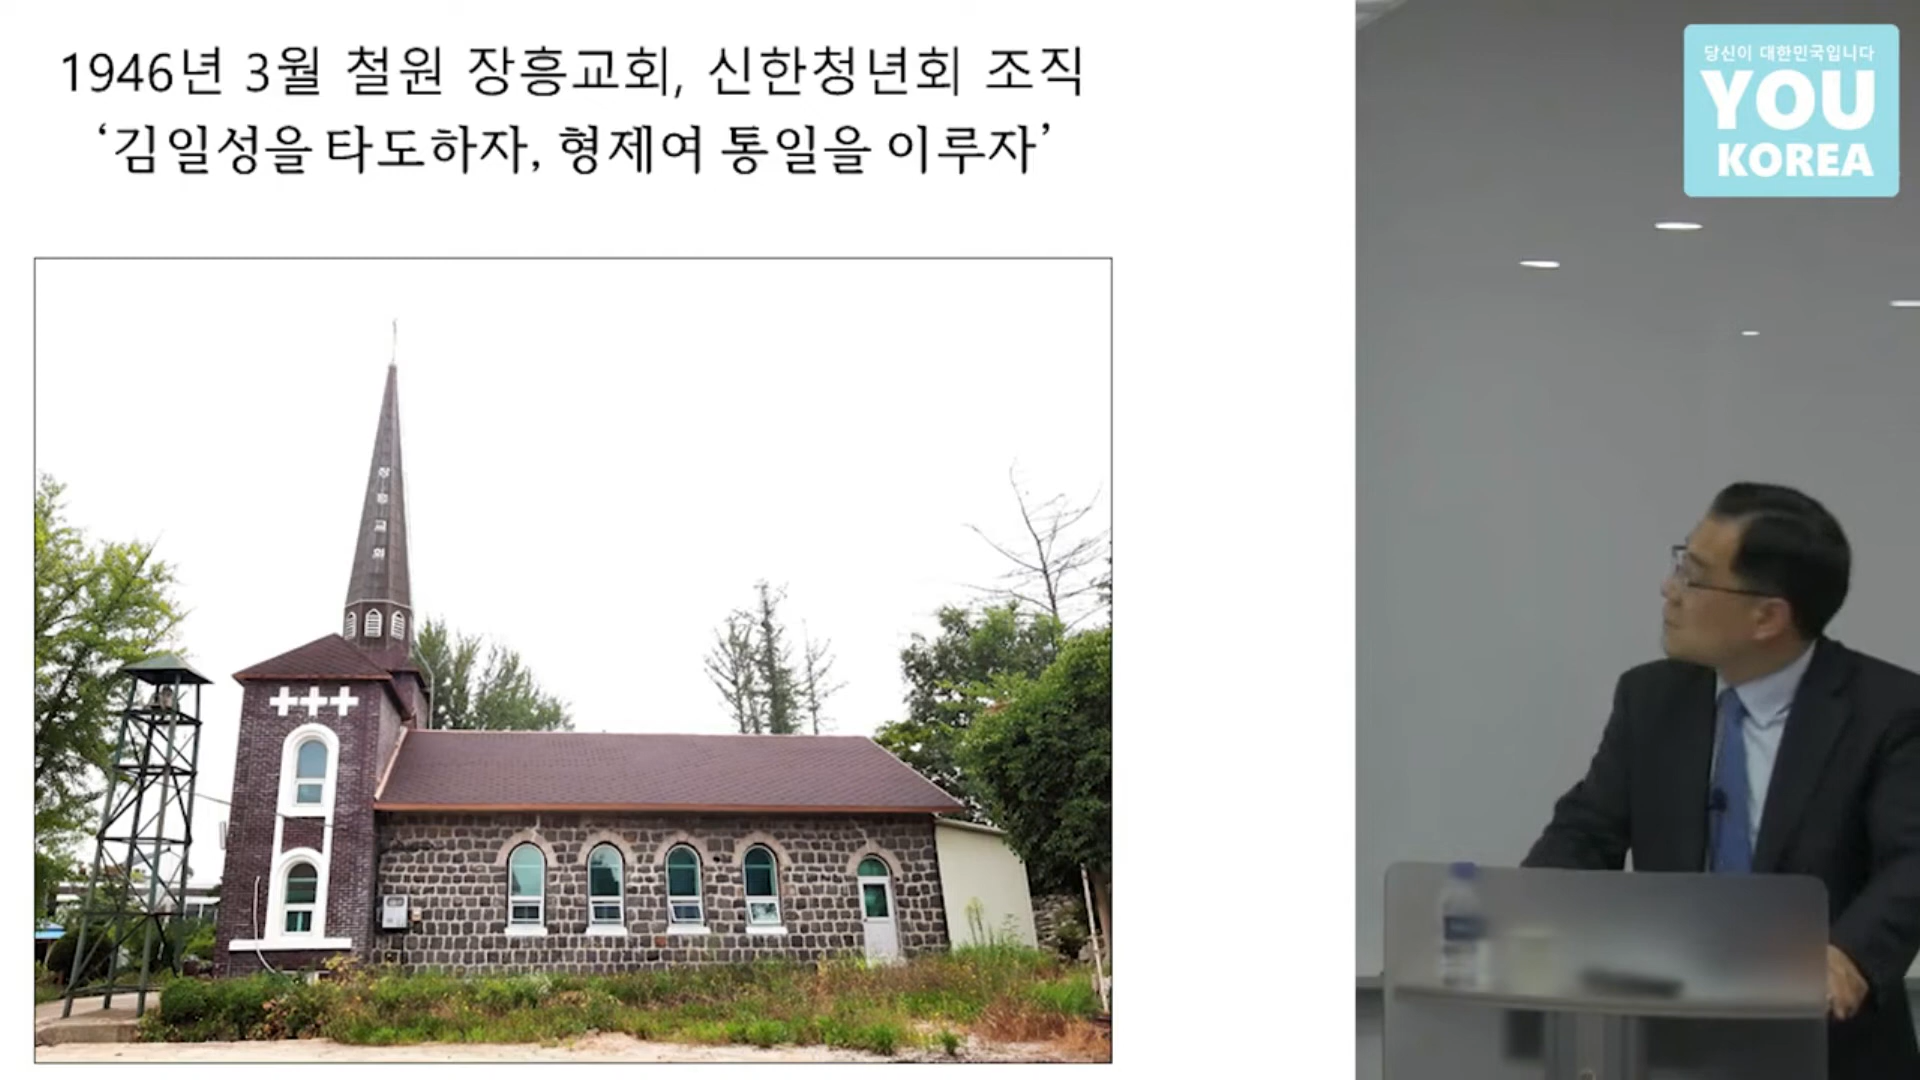 1946년 3월 철원 장흥교회, 신한청년회 조직
‘김일성을 타도하자, 형제여 통일을 이루자’
당신이 대한민국입니다
YOU
KOREA
장
흥
교
회